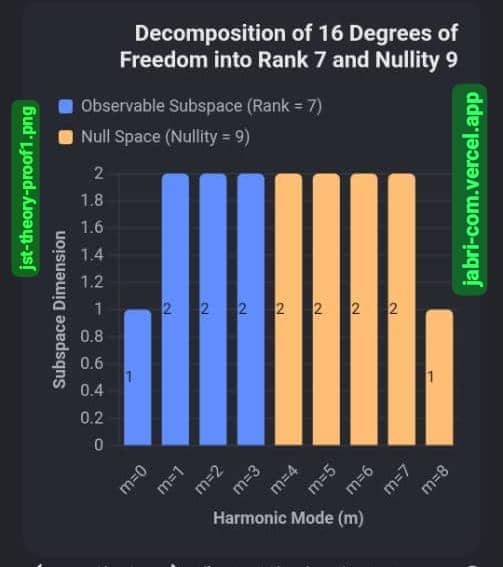 Decomposition of 16 Degrees of
Freedom into Rank 7 and Nullity 9
Observable Subspace (Rank = 7)
Null Space (Nullity = 9)
jst-theory-proof1.png
jabri-com.vercel.app
Subspace Dimension
2
1.8
1.6
1.4
1.2
1
0.8
0.6
0.4
0.2
0
1
2
2
2
2
2
2
2
1
m=0
m=1
m=2
m=3
m=4
m=5
m=6
m=7
m=8
Harmonic Mode (m)